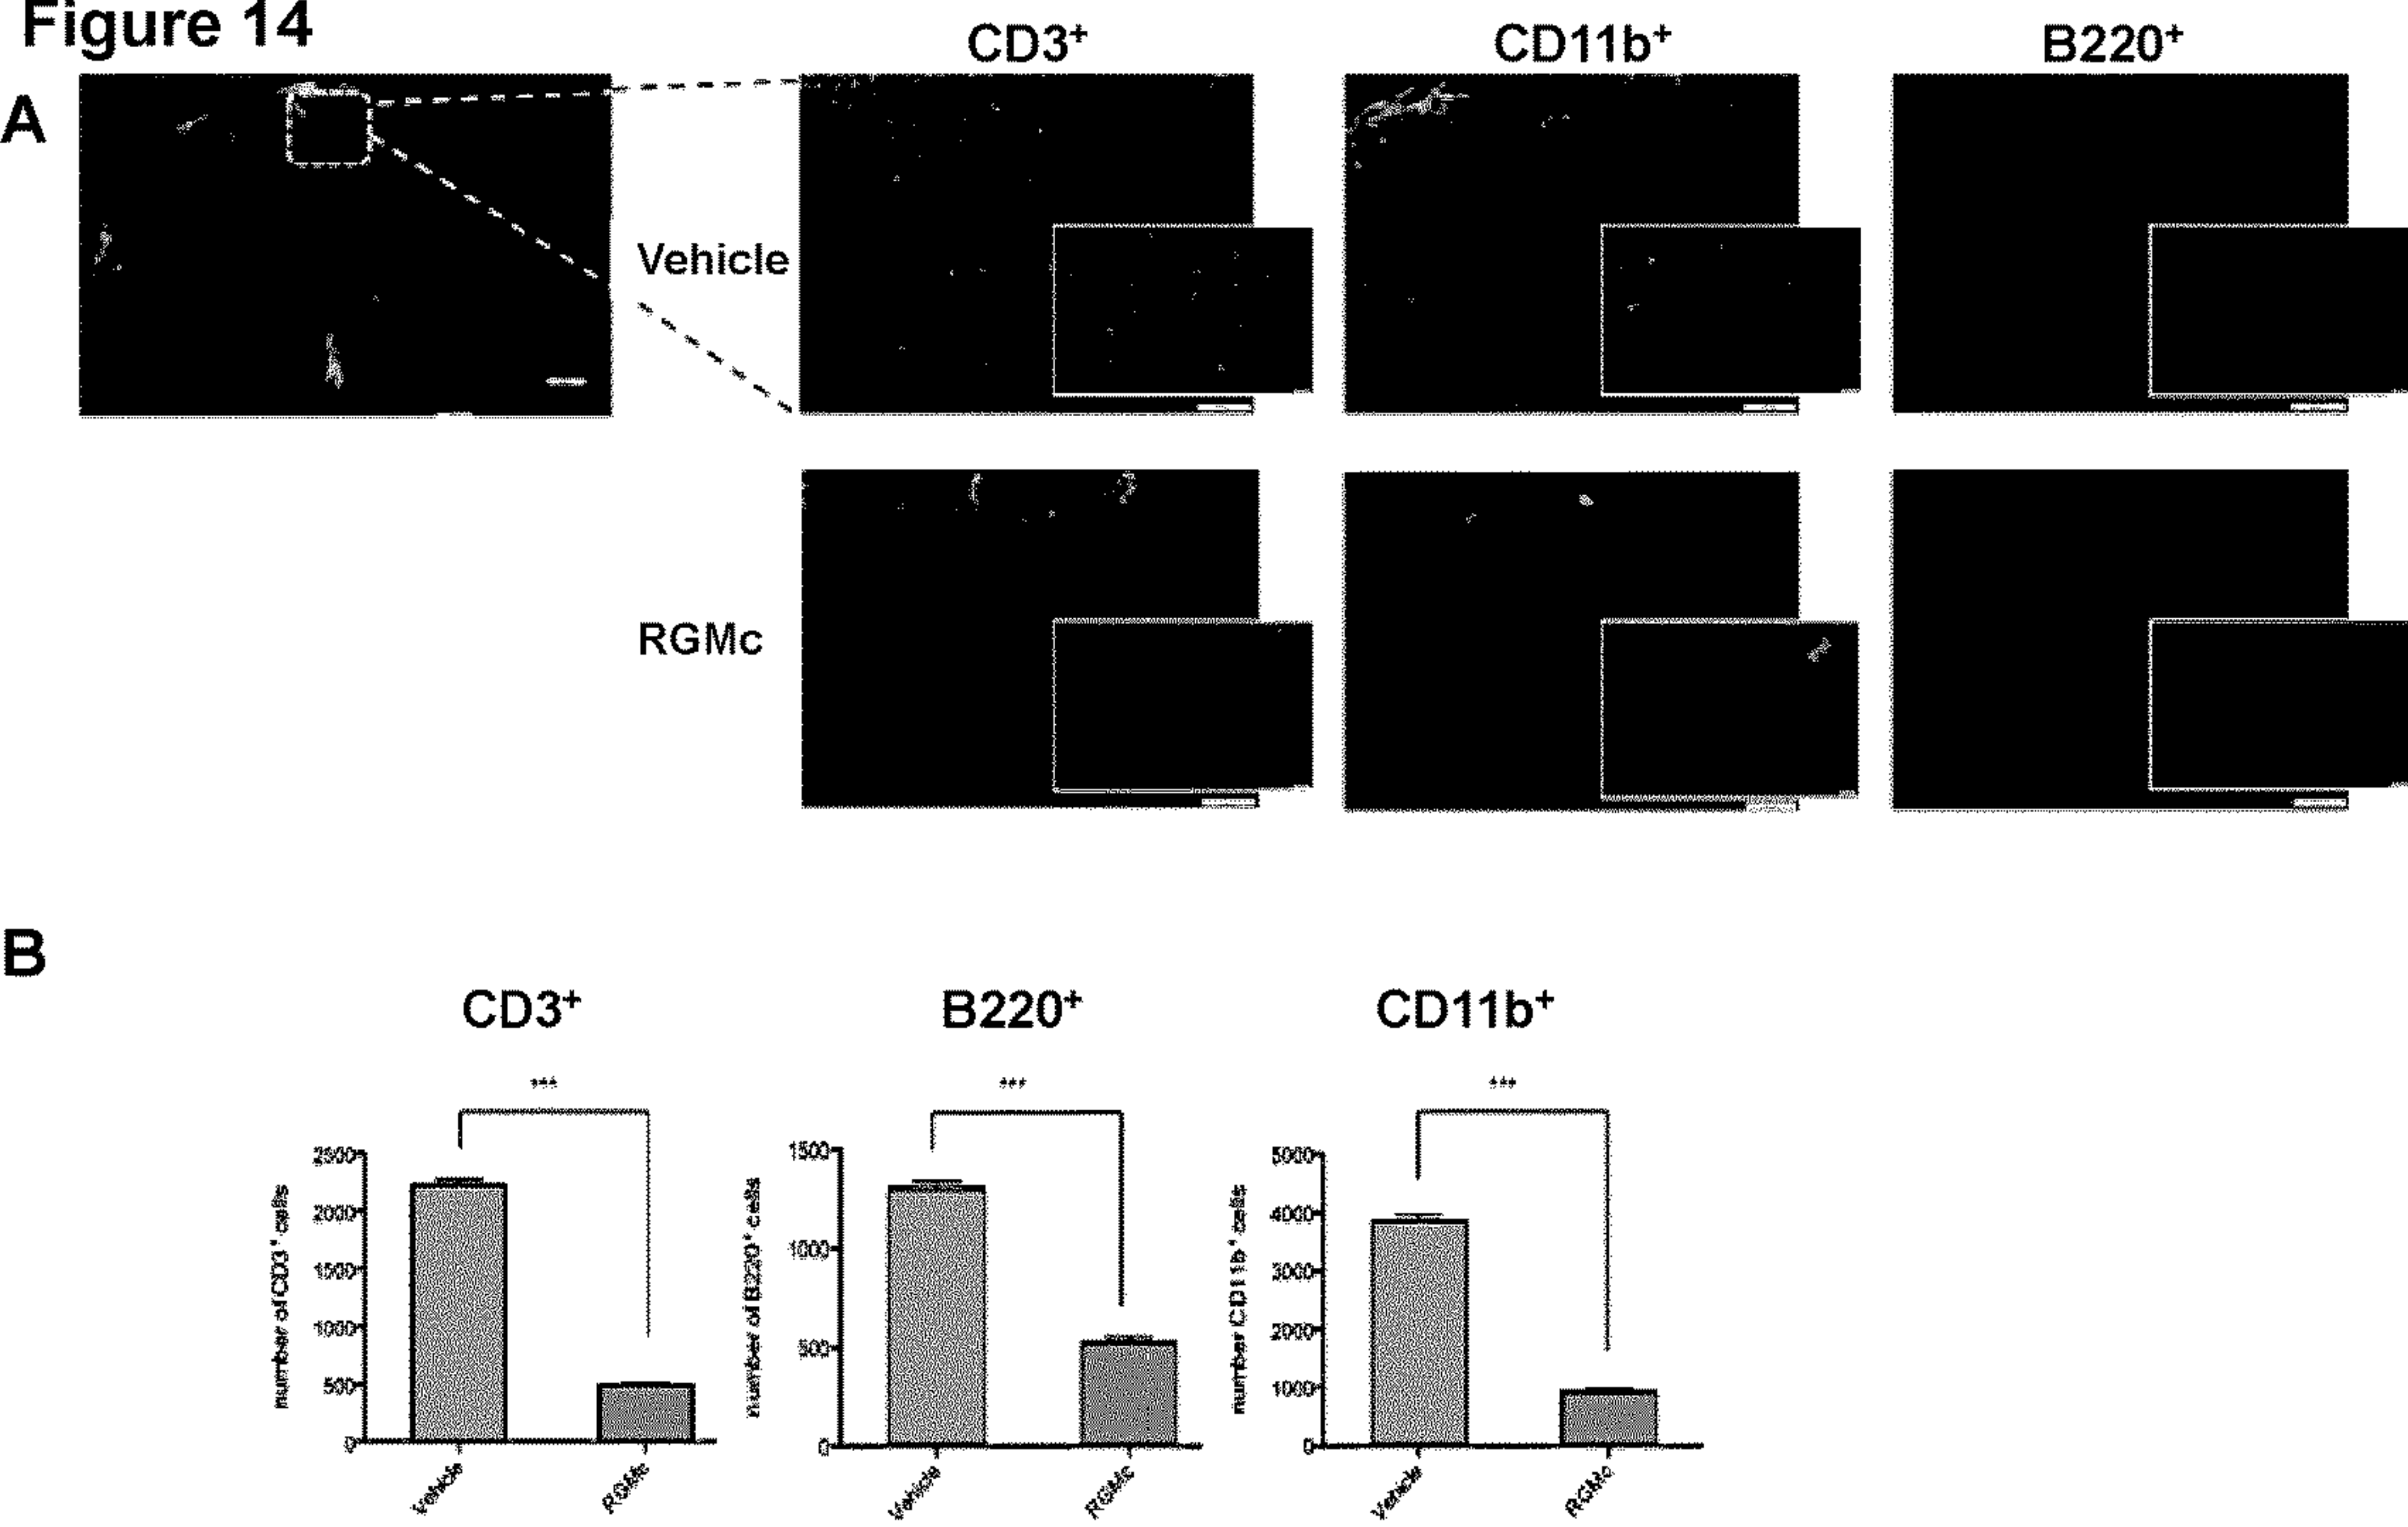 Figure 14
CD3+ CD11b+ B220+
A
Vehicle
RGMc
B
CD3+ B220+ CD11b+
*** *** ***
number of CD3+ cells
2500
2000
1500
1000
500
0
Vehicle RGMc
number of B220+ cells
1500
1000
500
0
Vehicle RGMc
number CD11b+ cells
5000
4000
3000
2000
1000
0
Vehicle RGMc